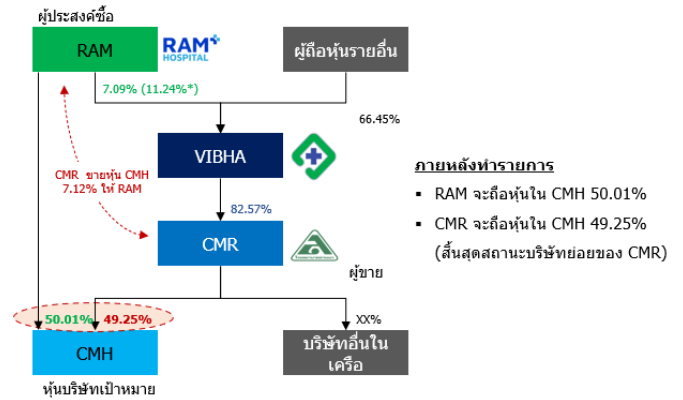 ผู้ประสงค์ซื้อ
RAM
RAM
HOSPITAL
ผู้ถือหุ้นรายอื่น
7.09% (11.24%*)
66.45%
VIBHA
CMR ขายหุ้น CMH
7.12% ให้ RAM
82.57%
CMR
ผู้ขาย
50.01% 49.25%
XX%
CMH
บริษัทอื่นใน
เครือ
หุ้นบริษัทเป้าหมาย
ภายหลังทำรายการ
▪ RAM จะถือหุ้นใน CMH 50.01%
▪ CMR จะถือหุ้นใน CMH 49.25%
(สิ้นสุดสถานะบริษัทย่อยของ CMR)